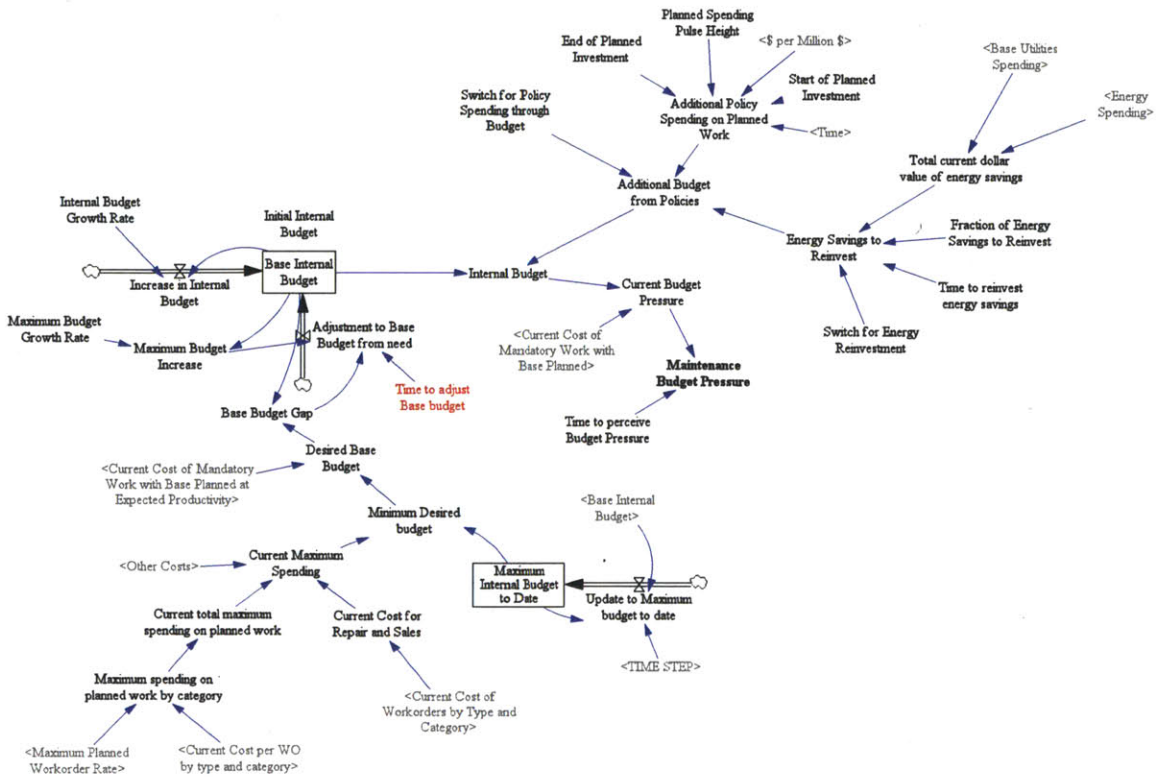 Planned Spending
Pulse Height
End of Planned
Investment
<$ per Million $>
<Base Utilities
Spending>
Start of Planned
Investment
Switch for Policy
Spending through
Budget
Additional Policy
Spending on Planned
Work
<Time>
<Energy
Spending>
Total current dollar
value of energy savings
Additional Budget
from Policies
Internal Budget
Growth Rate
Initial Internal
Budget
Fraction of Energy
Savings to Reinvest
Energy Savings to
Reinvest
Base Internal
Budget
Increase in Internal
Budget
Internal Budget
Current Budget
Pressure
Time to reinvest
energy savings
Maximum Budget
Growth Rate
Adjustment to Base
Budget from need
Maximum Budget
Increase
<Current Cost of
Mandatory Work with
Base Planned>
Switch for Energy
Reinvestment
Maintenance
Budget Pressure
Time to adjust
Base budget
Base Budget Gap
Time to perceive
Budget Pressure
Desired Base
Budget
<Current Cost of Mandatory
Work with Base Planned at
Expected Productivity>
Minimum Desired
budget
<Base Internal
Budget>
<Other Costs>
Current Maximum
Spending
Maximum
Internal Budget
to Date
Update to Maximum
budget to date
Current total maximum
spending on planned work
Current Cost for
Repair and Sales
<TIME STEP>
Maximum spending on
planned work by category
<Current Cost of
Workorders by Type and
Category>
<Maximum Planned
Workorder Rate>
<Current Cost per WO
by type and category>